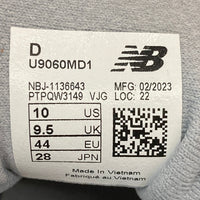 D
U9060MD1
NB
NBJ-1136643 MFG: 02/2023
PTPQW3149 VJG LOC: 22
10 US
9.5 UK
44 EU
28 JPN
Made in Vietnam
Fabriqué au Vietnam